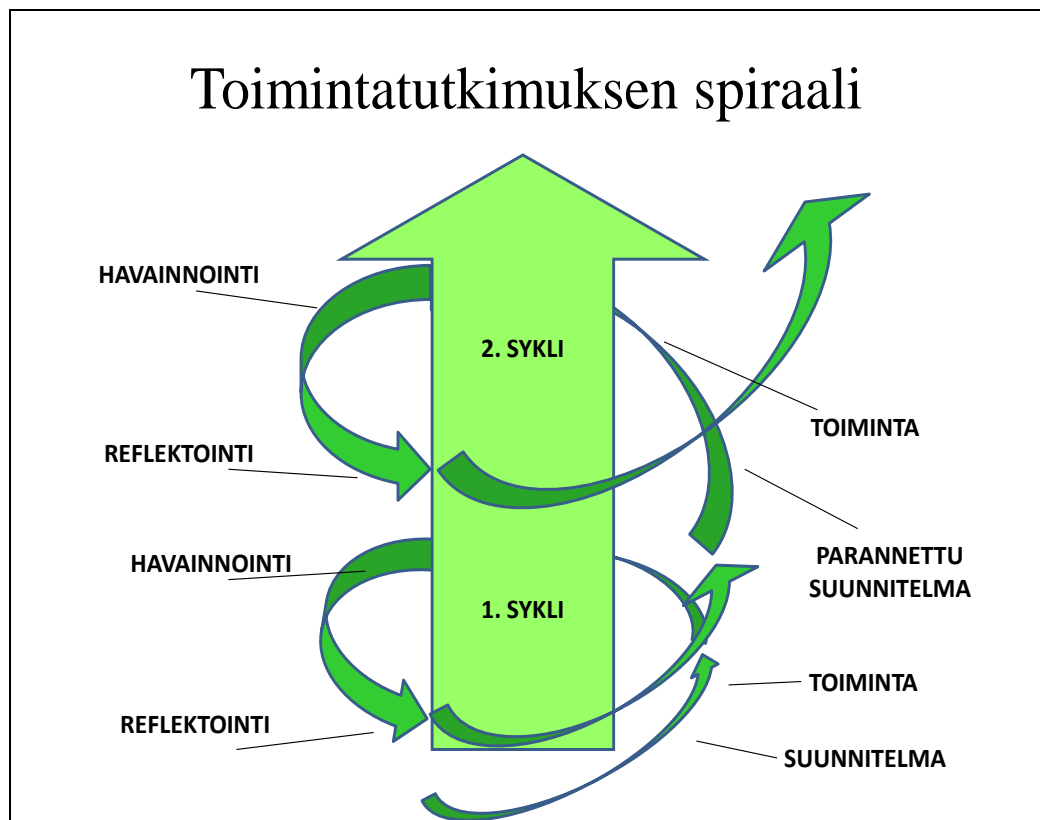 Toimintatutkimuksen spiraali
HAVAINNOINTI
2. SYKLI
TOIMINTA
REFLEKTOINTI
HAVAINNOINTI
PARANNETTU
SUUNNITELMA
1. SYKLI
TOIMINTA
REFLEKTOINTI
SUUNNITELMA